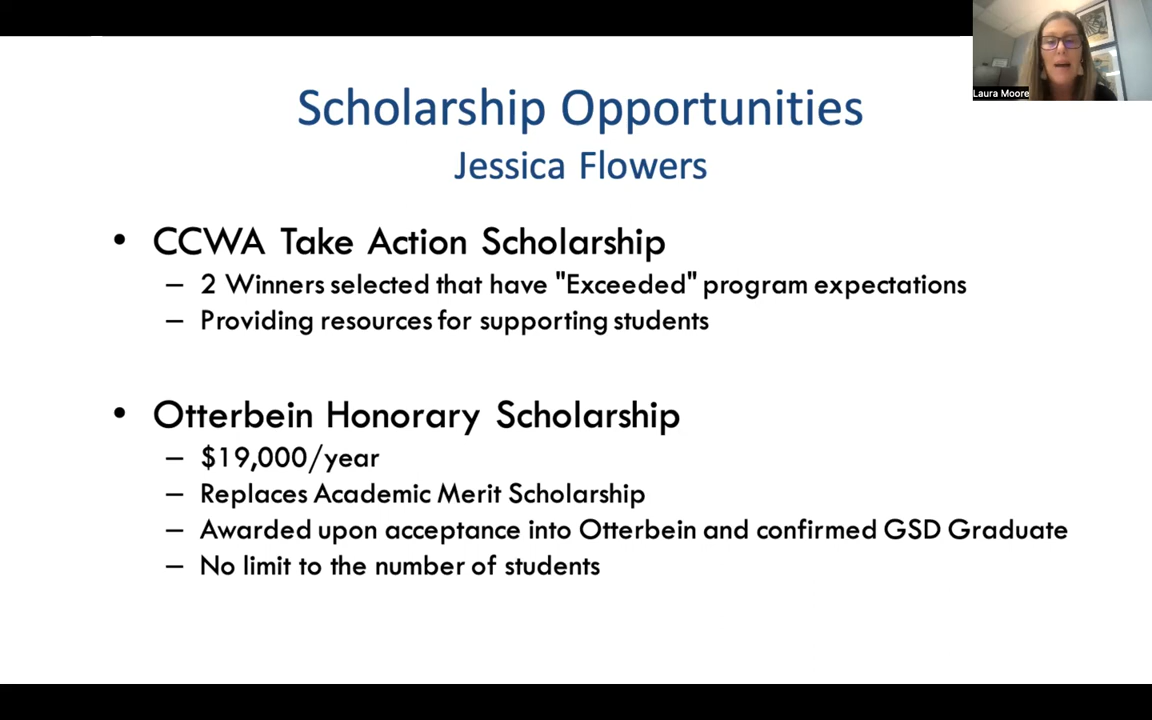 Laura Moore
Scholarship Opportunities
Jessica Flowers
• CCWA Take Action Scholarship
– 2 Winners selected that have "Exceeded" program expectations
– Providing resources for supporting students
• Otterbein Honorary Scholarship
– $19,000/year
– Replaces Academic Merit Scholarship
– Awarded upon acceptance into Otterbein and confirmed GSD Graduate
– No limit to the number of students